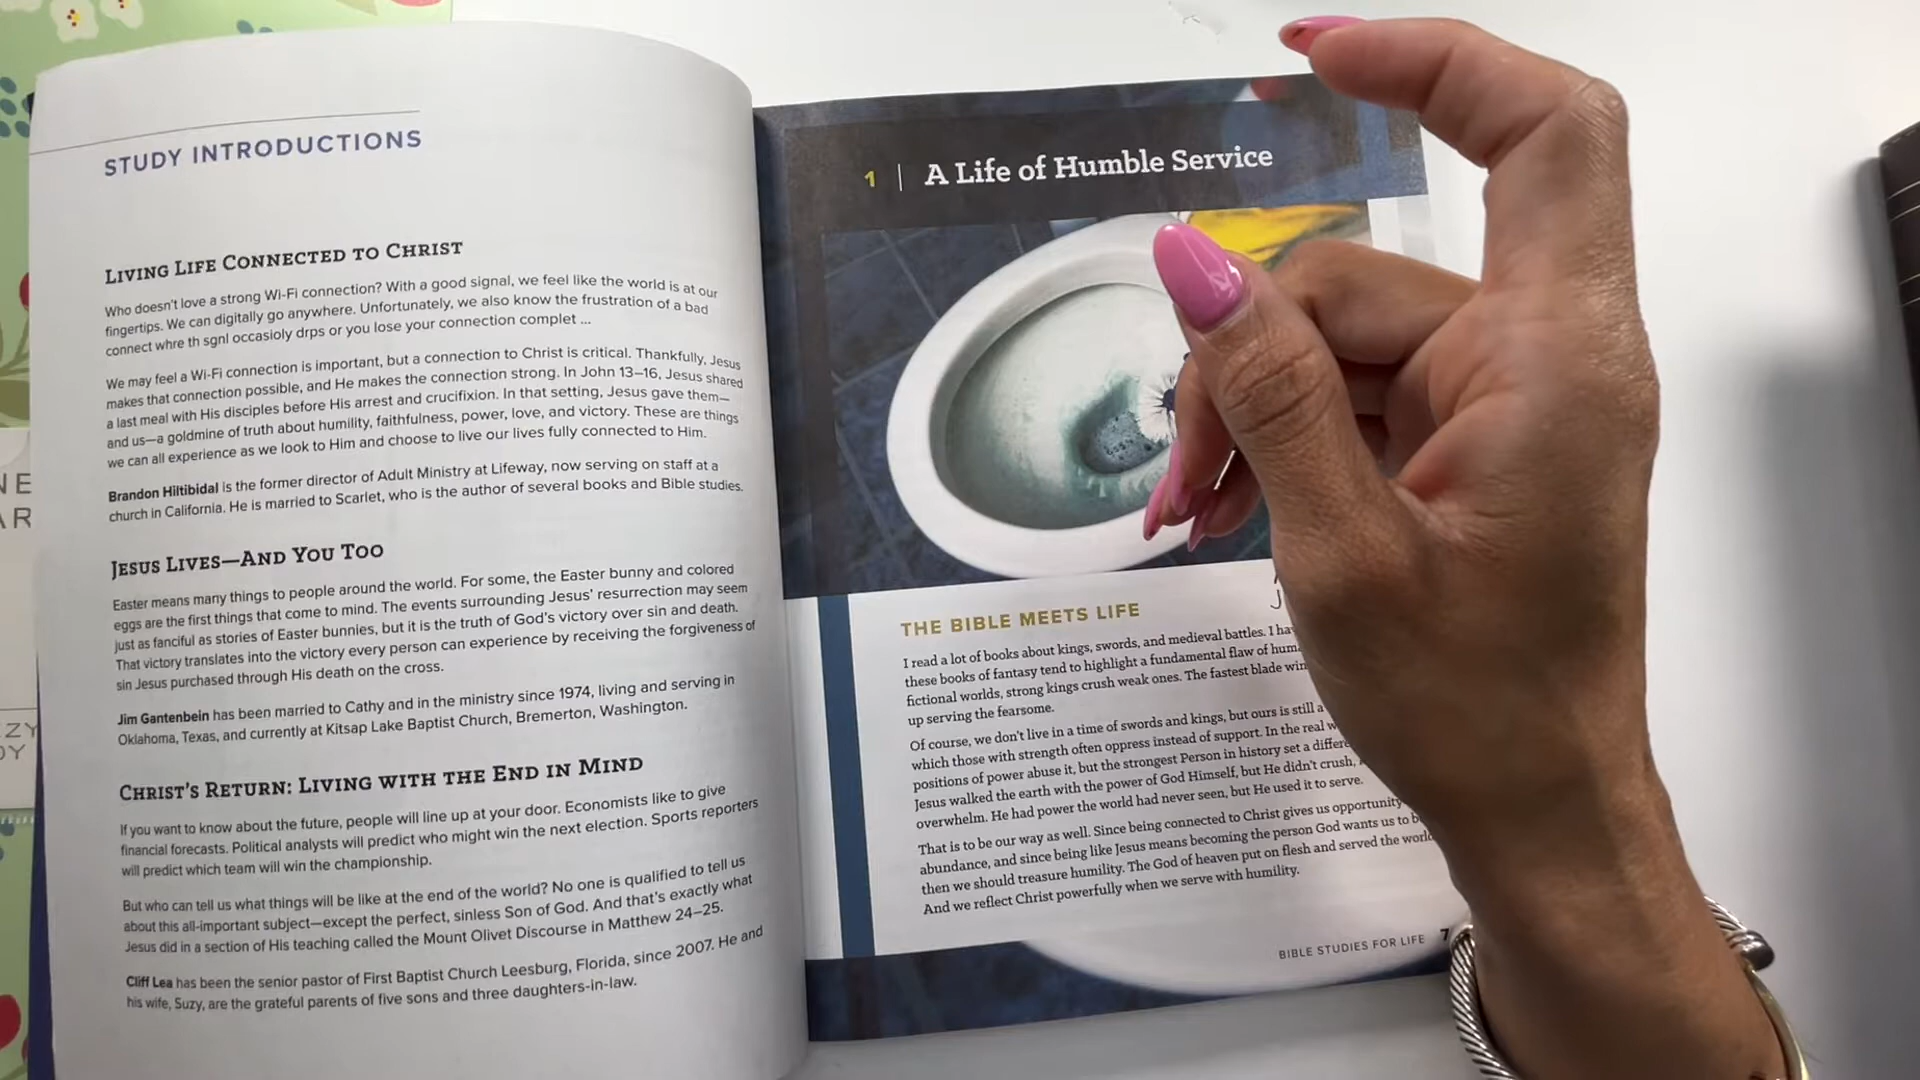 STUDY INTRODUCTIONS
LIVING LIFE CONNECTED TO CHRIST
Who doesn't love a strong Wi-Fi connection? With a good signal, we feel like the world is at our
fingertips. We can digitally go anywhere. Unfortunately, we also know the frustration of a bad
connect whre th sgnl occasioly drps or you lose your connection complet ...
We may feel a Wi-Fi connection is important, but a connection to Christ is critical. Thankfully, Jesus
makes that connection possible, and He makes the connection strong. In John 13–16, Jesus shared
a last meal with His disciples before His arrest and crucifixion. In that setting, Jesus gave them—
and us—a goldmine of truth about humility, faithfulness, power, love, and victory. These are things
we can all experience as we look to Him and choose to live our lives fully connected to Him.
Brandon Hiltibidal is the former director of Adult Ministry at Lifeway, now serving on staff at a
church in California. He is married to Scarlet, who is the author of several books and Bible studies.
JESUS LIVES—AND YOU TOO
Easter means many things to people around the world. For some, the Easter bunny and colored
eggs are the first things that come to mind. The events surrounding Jesus' resurrection may seem
just as fanciful as stories of Easter bunnies, but it is the truth of God's victory over sin and death.
That victory translates into the victory every person can experience by receiving the forgiveness of
sin Jesus purchased through His death on the cross.
Jim Gantenbein has been married to Cathy and in the ministry since 1974, living and serving in
Oklahoma, Texas, and currently at Kitsap Lake Baptist Church, Bremerton, Washington.
CHRIST'S RETURN: LIVING WITH THE END IN MIND
If you want to know about the future, people will line up at your door. Economists like to give
financial forecasts. Political analysts will predict who might win the next election. Sports reporters
will predict which team will win the championship.
But who can tell us what things will be like at the end of the world? No one is qualified to tell us
about this all-important subject—except the perfect, sinless Son of God. And that's exactly what
Jesus did in a section of His teaching called the Mount Olivet Discourse in Matthew 24–25.
Cliff Lea has been the senior pastor of First Baptist Church Leesburg, Florida, since 2007. He and
his wife, Suzy, are the grateful parents of five sons and three daughters-in-law.
1 | A Life of Humble Service
THE BIBLE MEETS LIFE
I read a lot of books about kings, swords, and medieval battles. I
these books of fantasy tend to highlight a fundamental flaw of
fictional worlds, strong kings crush weak ones. The fastest blade
up serving the fearsome.
Of course, we don't live in a time of swords and kings, but ours is still a
which those with strength often oppress instead of support. In the real
positions of power abuse it, but the strongest Person in history set a
Jesus walked the earth with the power of God Himself, but He didn't crush,
overwhelm. He had power the world had never seen, but He used it to serve.
That is to be our way as well. Since being connected to Christ gives us opportunity
abundance, and since being like Jesus means becoming the person God wants us to
then we should treasure humility. The God of heaven put on flesh and served the
And we reflect Christ powerfully when we serve with humility.
BIBLE STUDIES FOR LIFE 7